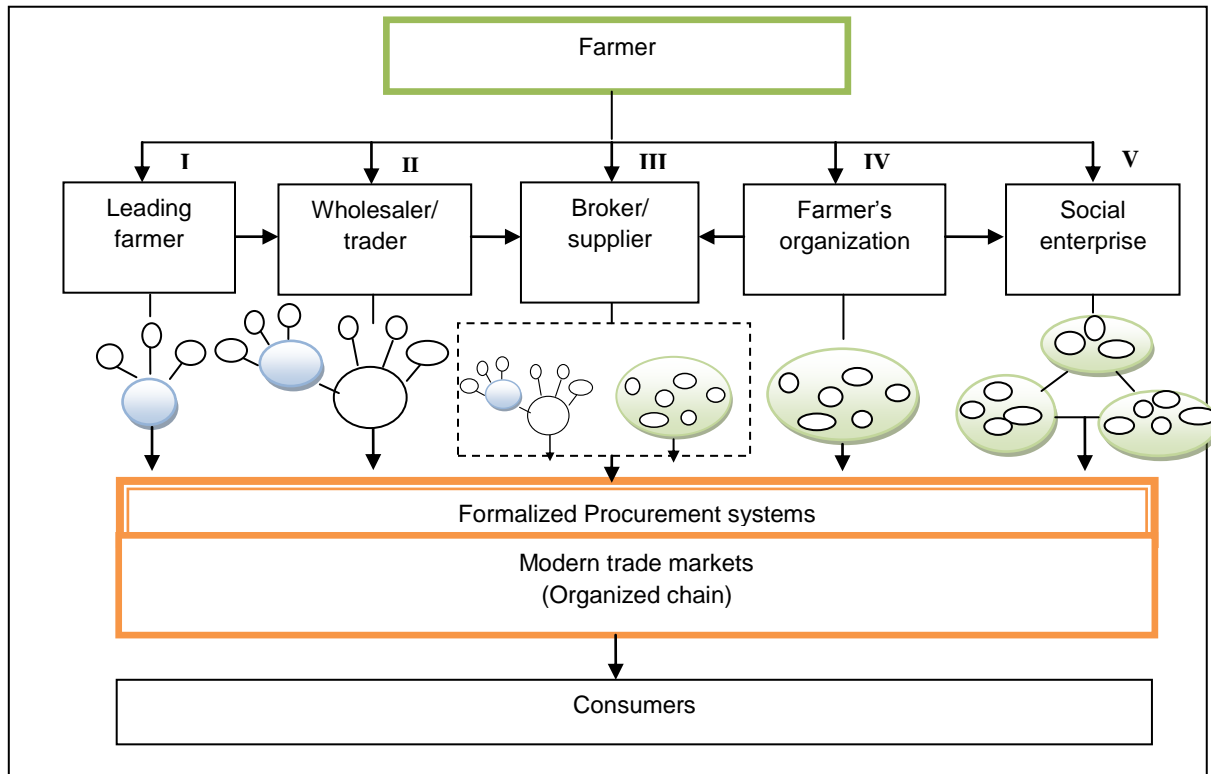 Farmer
I
II
III
IV
V
Leading
farmer
Wholesaler/
trader
Broker/
supplier
Farmer’s
organization
Social
enterprise
Formalized Procurement systems
Modern trade markets
(Organized chain)
Consumers